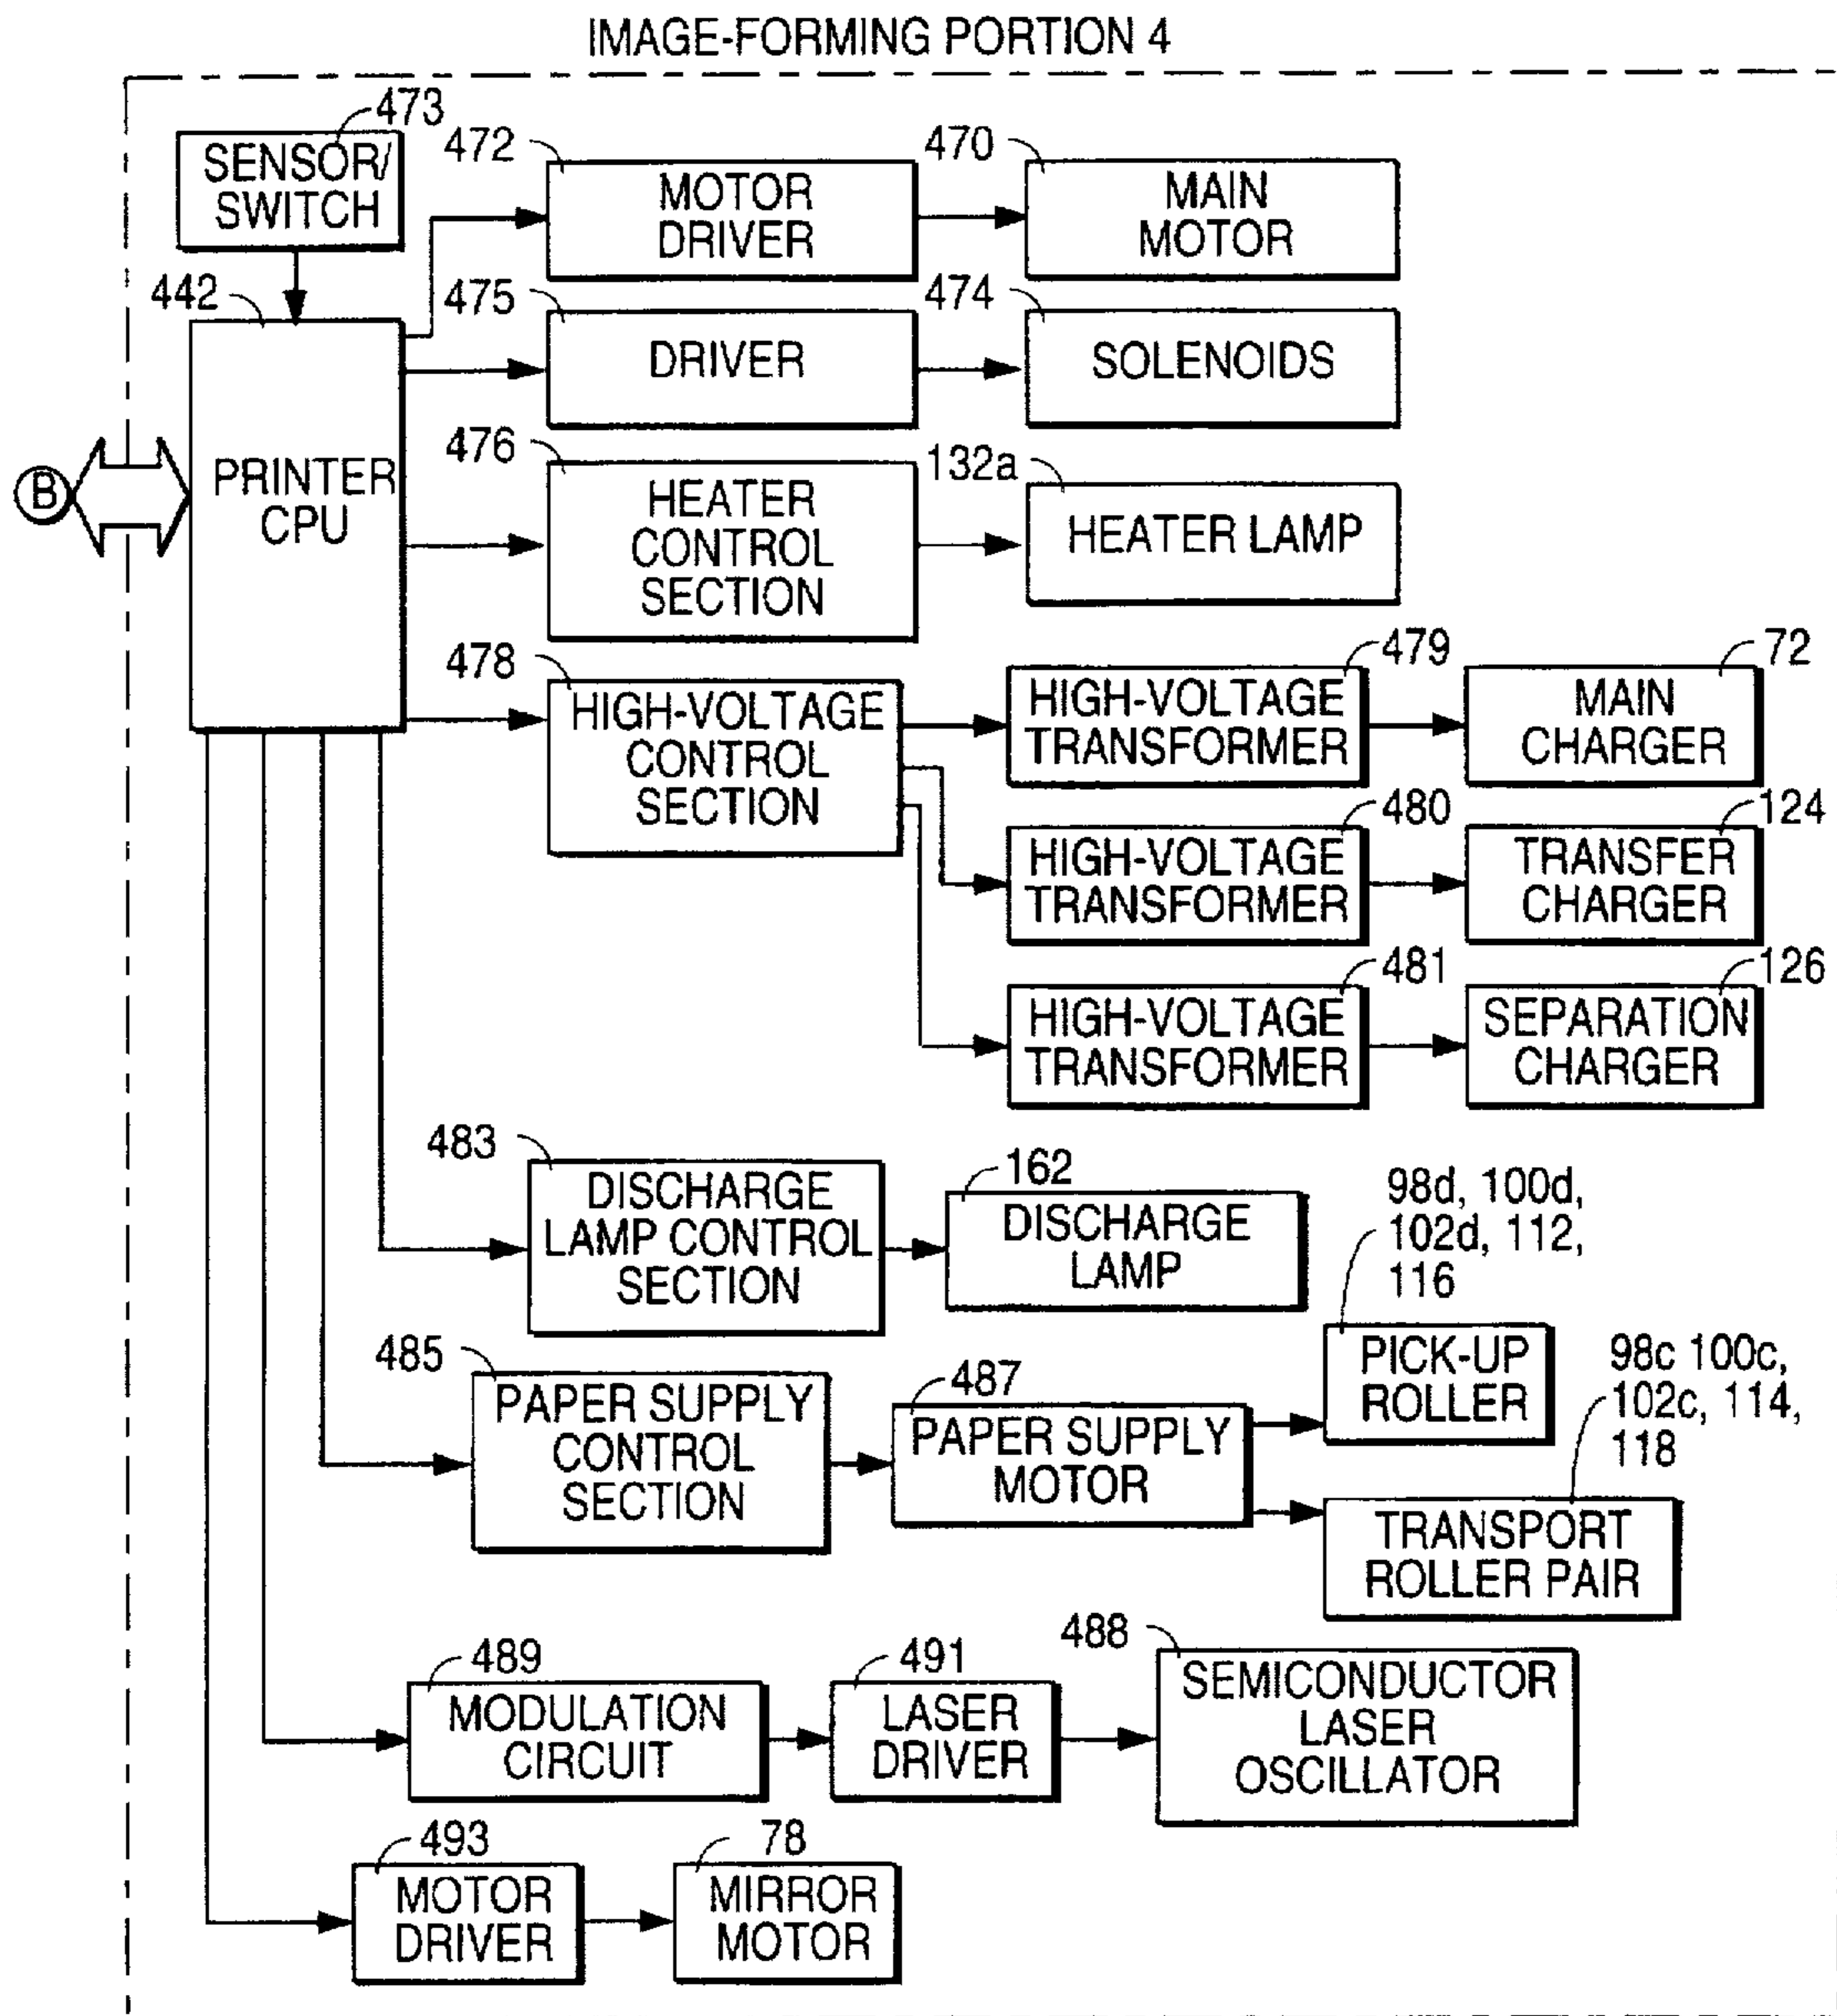 IMAGE-FORMING PORTION 4
473
SENSOR/
SWITCH
472
MOTOR
DRIVER
470
MAIN
MOTOR
442
PRINTER
CPU
B
475
DRIVER
474
SOLENOIDS
476
HEATER
CONTROL
SECTION
132a
HEATER LAMP
478
HIGH-VOLTAGE
CONTROL
SECTION
479
HIGH-VOLTAGE
TRANSFORMER
72
MAIN
CHARGER
480
HIGH-VOLTAGE
TRANSFORMER
124
TRANSFER
CHARGER
481
HIGH-VOLTAGE
TRANSFORMER
126
SEPARATION
CHARGER
483
DISCHARGE
LAMP CONTROL
SECTION
162
DISCHARGE
LAMP
485
PAPER SUPPLY
CONTROL
SECTION
487
PAPER SUPPLY
MOTOR
98d, 100d,
102d, 112,
116
PICK-UP
ROLLER
98c 100c,
102c, 114,
118
TRANSPORT
ROLLER PAIR
489
MODULATION
CIRCUIT
491
LASER
DRIVER
488
SEMICONDUCTOR
LASER
OSCILLATOR
493
MOTOR
DRIVER
78
MIRROR
MOTOR